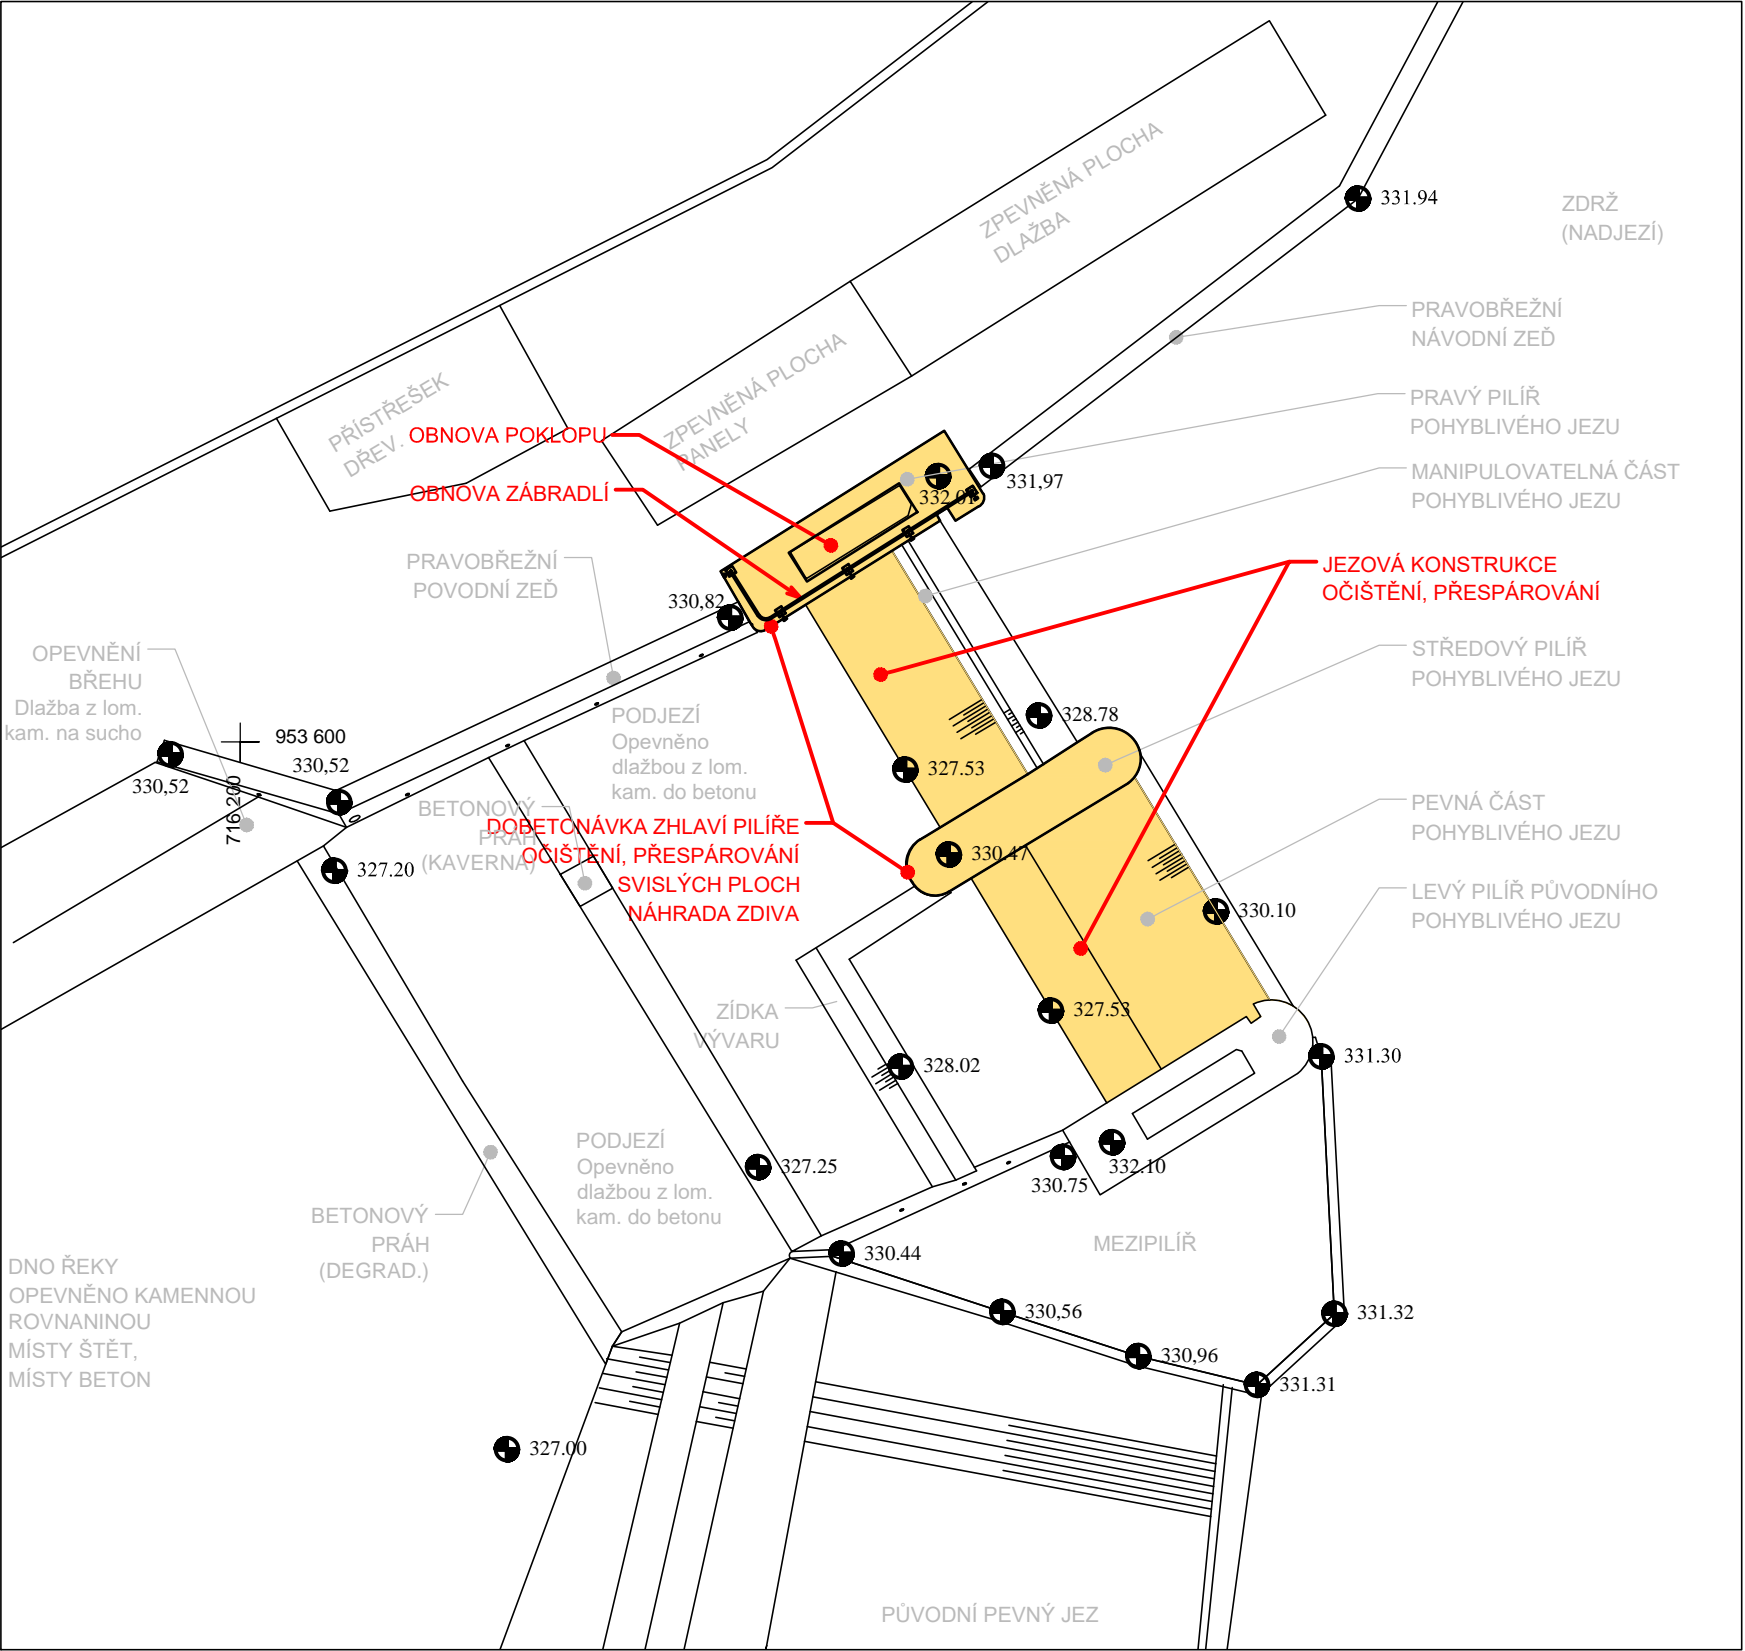 ZPEVNĚNÁ PLOCHA
DLAŽBA
331.94
ZDRŽ
(NADJEZÍ)
PRAVOBŘEŽNÍ
NÁVODNÍ ZEĎ
PŘÍSTŘEŠEK
DŘEV.
ZPEVNĚNÁ PLOCHA
PANELY
PRAVÝ PILÍŘ
POHYBLIVÉHO JEZU
OBNOVA POKLOPU
OBNOVA ZÁBRADLÍ
332.01
331,97
MANIPULOVATELNÁ ČÁST
POHYBLIVÉHO JEZU
PRAVOBŘEŽNÍ
POVODNÍ ZEĎ
330,82
JEZOVÁ KONSTRUKCE
OČIŠTĚNÍ, PŘESPÁROVÁNÍ
OPEVNĚNÍ
BŘEHU
Dlažba z lom.
kam. na sucho
STŘEDOVÝ PILÍŘ
POHYBLIVÉHO JEZU
953 600
716 200
330,52
330,52
PODJEZÍ
Opevněno
dlažbou z lom.
kam. do betonu
328.78
327.53
BETONOVÝ
PRÁH
(KAVERNA)
DOBETONÁVKA ZHLAVÍ PILÍŘE
OČIŠTĚNÍ, PŘESPÁROVÁNÍ
SVISLÝCH PLOCH
NÁHRADA ZDIVA
PEVNÁ ČÁST
POHYBLIVÉHO JEZU
330.47
327.20
LEVÝ PILÍŘ PŮVODNÍHO
POHYBLIVÉHO JEZU
330.10
ZÍDKA
VÝVARU
327.53
328.02
331.30
PODJEZÍ
Opevněno
dlažbou z lom.
kam. do betonu
327.25
332.10
330.75
BETONOVÝ
PRÁH
(DEGRAD.)
MEZIPILÍŘ
330.44
DNO ŘEKY
OPEVNĚNO KAMENNOU
ROVNANINOU
MÍSTY ŠTĚT,
MÍSTY BETON
330,56
331.32
330,96
331.31
327.00
PŮVODNÍ PEVNÝ JEZ